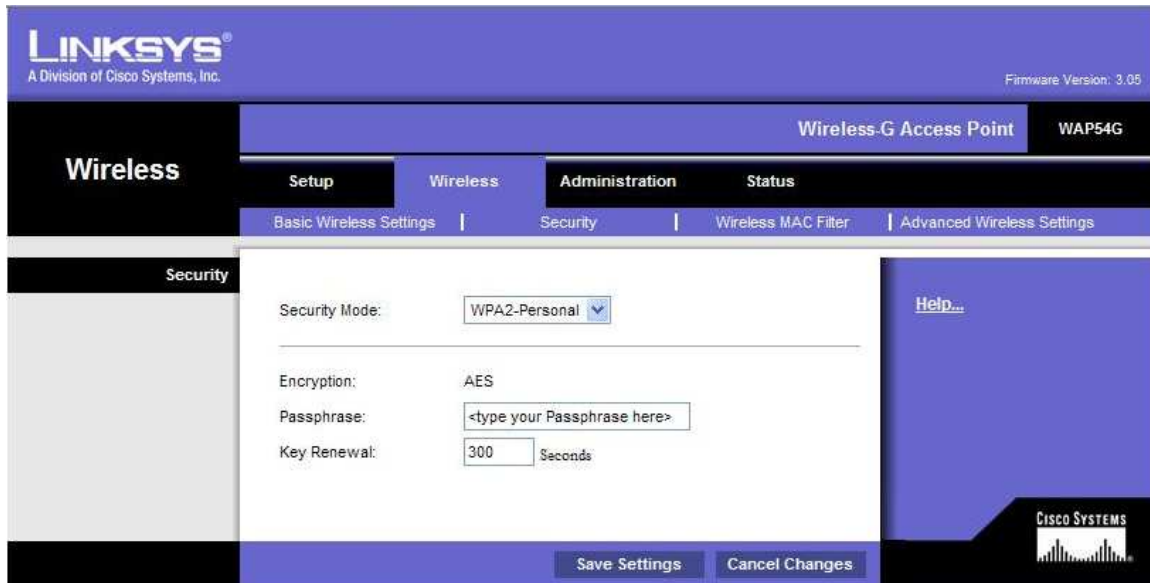 LINKSYS®
A Division of Cisco Systems, Inc.
Firmware Version: 3.05
Wireless-G Access Point WAP54G
Wireless
Setup Wireless Administration Status
Basic Wireless Settings | Security | Wireless MAC Filter | Advanced Wireless Settings
Security
Security Mode: WPA2-Personal
Help...
Encryption: AES
Passphrase: <type your Passphrase here>
Key Renewal: 300 Seconds
CISCO SYSTEMS
Save Settings Cancel Changes